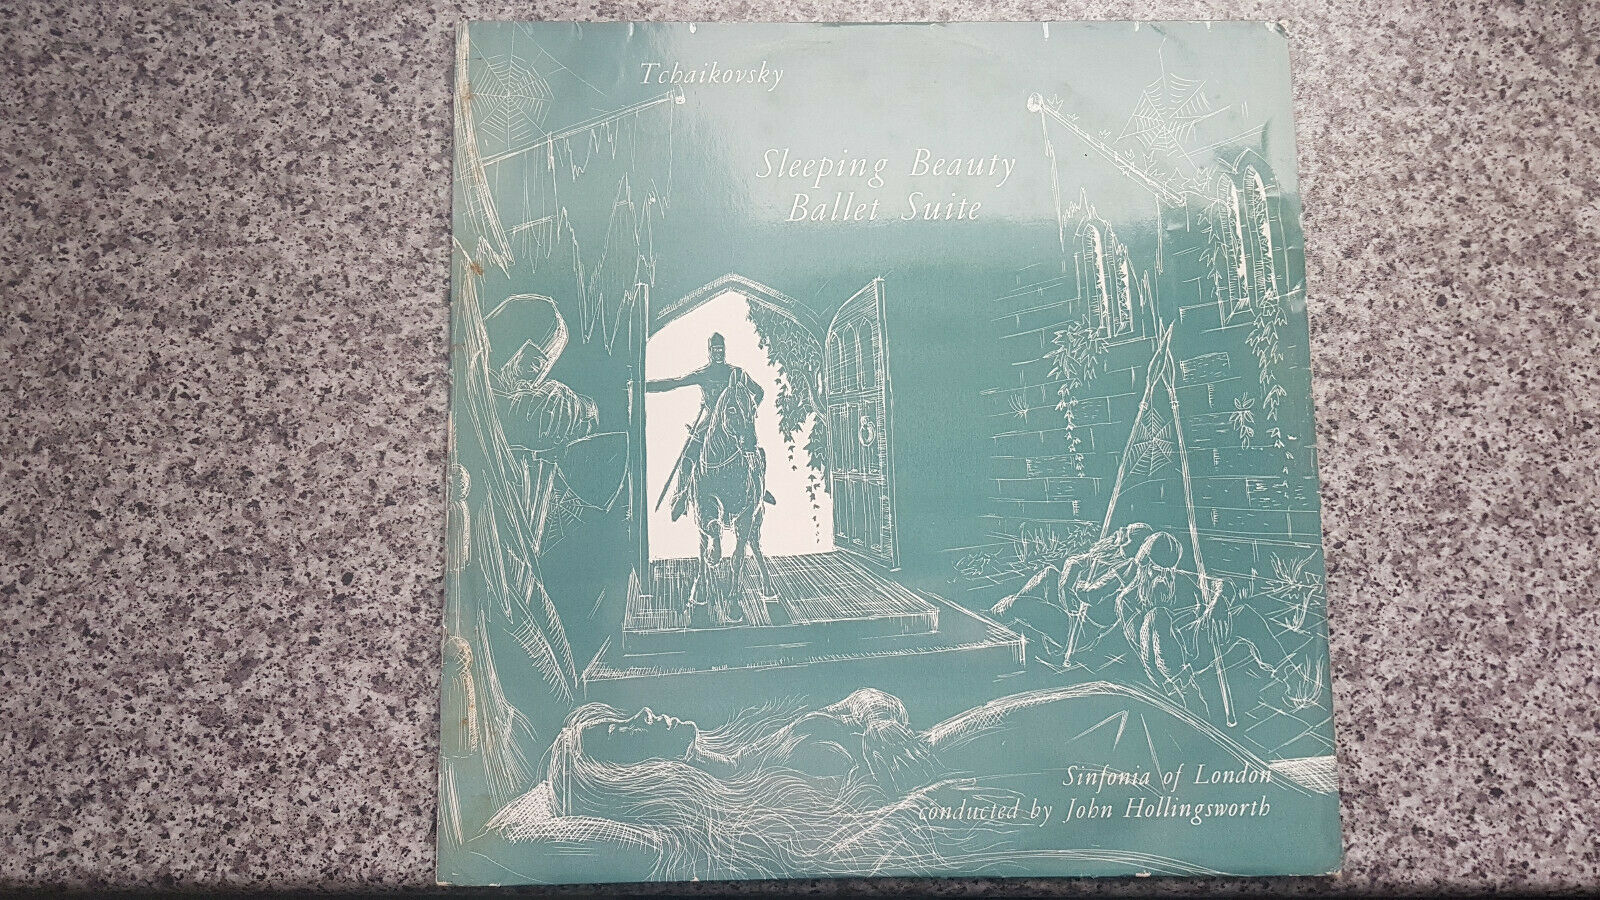 Tchaikovsky
Sleeping Beauty
Ballet Suite
Sinfonia of London
conducted by John Hollingsworth